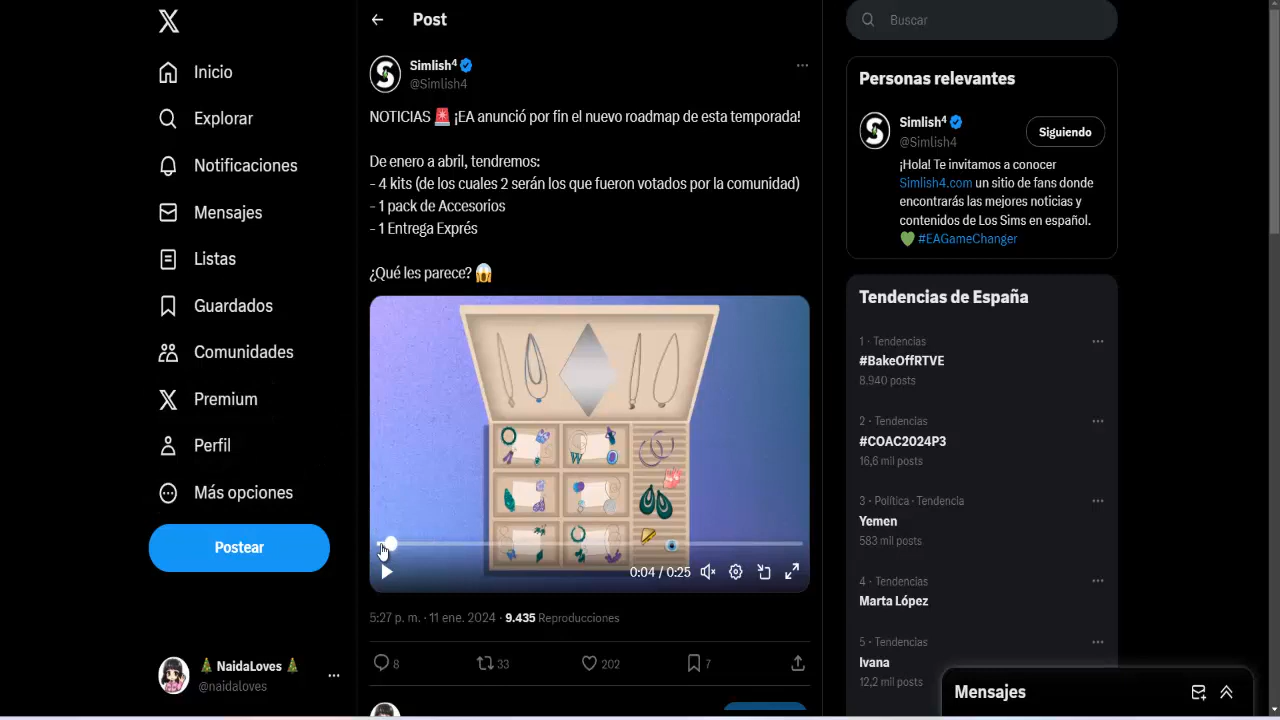 Inicio
Explorar
Notificaciones
Mensajes
Listas
Guardados
Comunidades
Premium
Perfil
Más opciones
Postear
🎄 NaidaLoves 🎄
@naidaloves
Post
Simlish⁴
@Simlish4
NOTICIAS 🚨 ¡EA anunció por fin el nuevo roadmap de esta temporada!
De enero a abril, tendremos:
- 4 kits (de los cuales 2 serán los que fueron votados por la comunidad)
- 1 pack de Accesorios
- 1 Entrega Exprés
¿Qué les parece? 😱
0:04 / 0:25
5:27 p. m. · 11 ene. 2024 · 9.435 Reproducciones
8 33 202 7
Buscar
Personas relevantes
Simlish⁴
@Simlish4
Siguiendo
¡Hola! Te invitamos a conocer
Simlish4.com un sitio de fans donde
encontrarás las mejores noticias y
contenidos de Los Sims en español.
💚 #EAGameChanger
Tendencias de España
1 · Tendencias
#BakeOffRTVE
8.940 posts
2 · Tendencias
#COAC2024P3
16,6 mil posts
3 · Política · Tendencia
Yemen
583 mil posts
4 · Tendencias
Marta López
5 · Tendencias
Ivana
12,2 mil posts
Mensajes